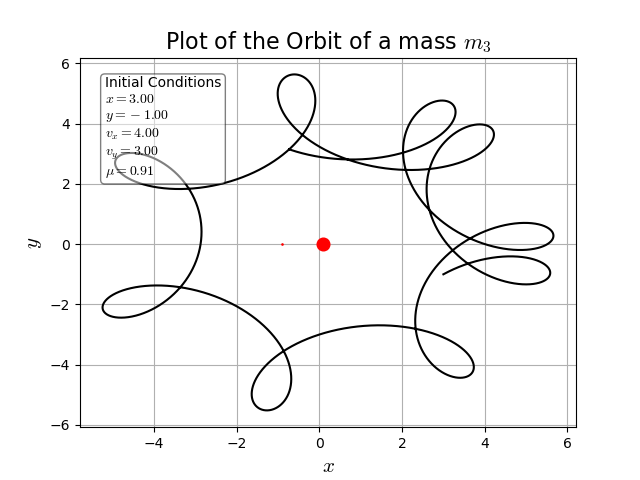 Plot of the Orbit of a mass m₃
Initial Conditions
x = 3.00
y = − 1.00
vₓ = 4.00
v_y = 3.00
μ = 0.91
6
4
2
0
−2
−4
−6
y
−4 −2 0 2 4 6
x